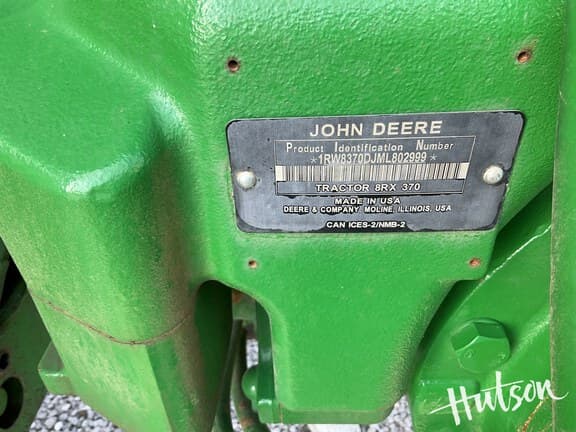 JOHN DEERE
Product Identification Number
*1RW8370DJML802999*
TRACTOR 8RX 370
MADE IN USA
DEERE & COMPANY MOLINE, ILLINOIS, USA
CAN ICES-2/NMB-2
Hutson